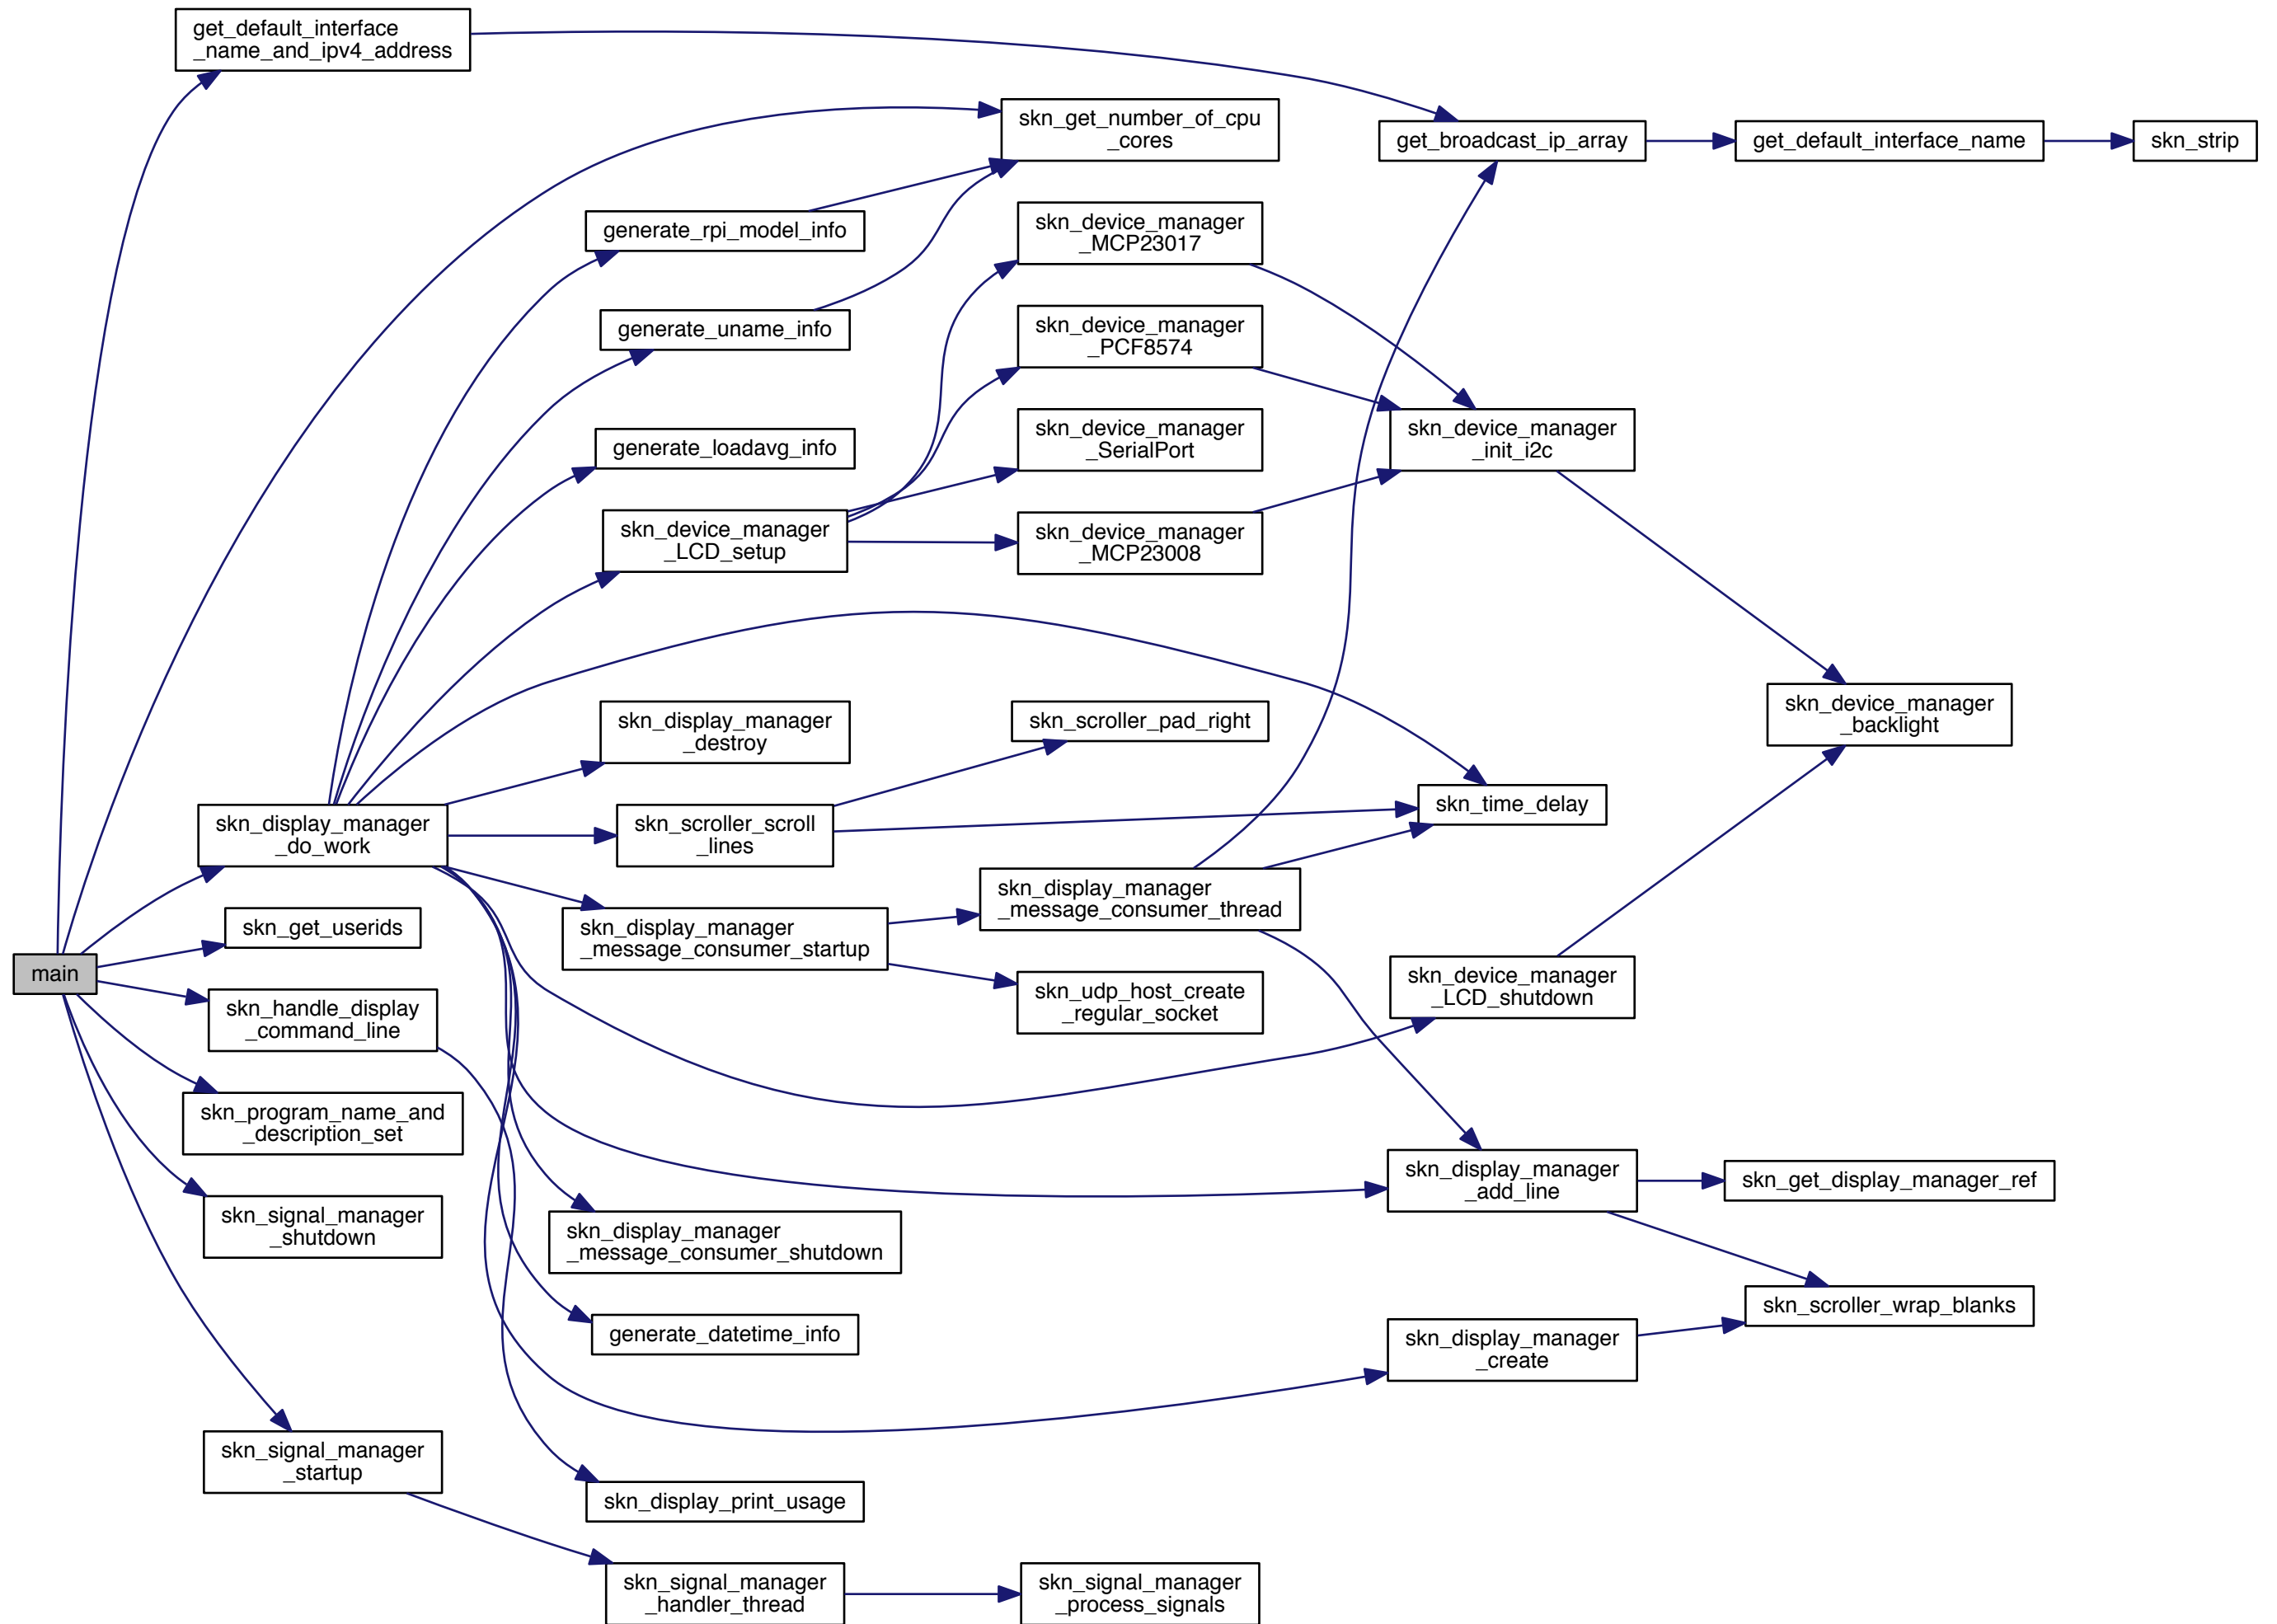 get_default_interface
_name_and_ipv4_address
skn_get_number_of_cpu
_cores
get_broadcast_ip_array
get_default_interface_name
skn_strip
generate_rpi_model_info
skn_device_manager
_MCP23017
generate_uname_info
skn_device_manager
_PCF8574
generate_loadavg_info
skn_device_manager
_SerialPort
skn_device_manager
_init_i2c
skn_device_manager
_LCD_setup
skn_device_manager
_MCP23008
skn_display_manager
_destroy
skn_scroller_pad_right
skn_device_manager
_backlight
skn_display_manager
_do_work
skn_scroller_scroll
_lines
skn_time_delay
skn_get_userids
skn_display_manager
_message_consumer_startup
skn_display_manager
_message_consumer_thread
main
skn_handle_display
_command_line
skn_udp_host_create
_regular_socket
skn_device_manager
_LCD_shutdown
skn_program_name_and
_description_set
skn_signal_manager
_shutdown
skn_display_manager
_message_consumer_shutdown
skn_display_manager
_add_line
skn_get_display_manager_ref
generate_datetime_info
skn_display_manager
_create
skn_scroller_wrap_blanks
skn_signal_manager
_startup
skn_display_print_usage
skn_signal_manager
_handler_thread
skn_signal_manager
_process_signals